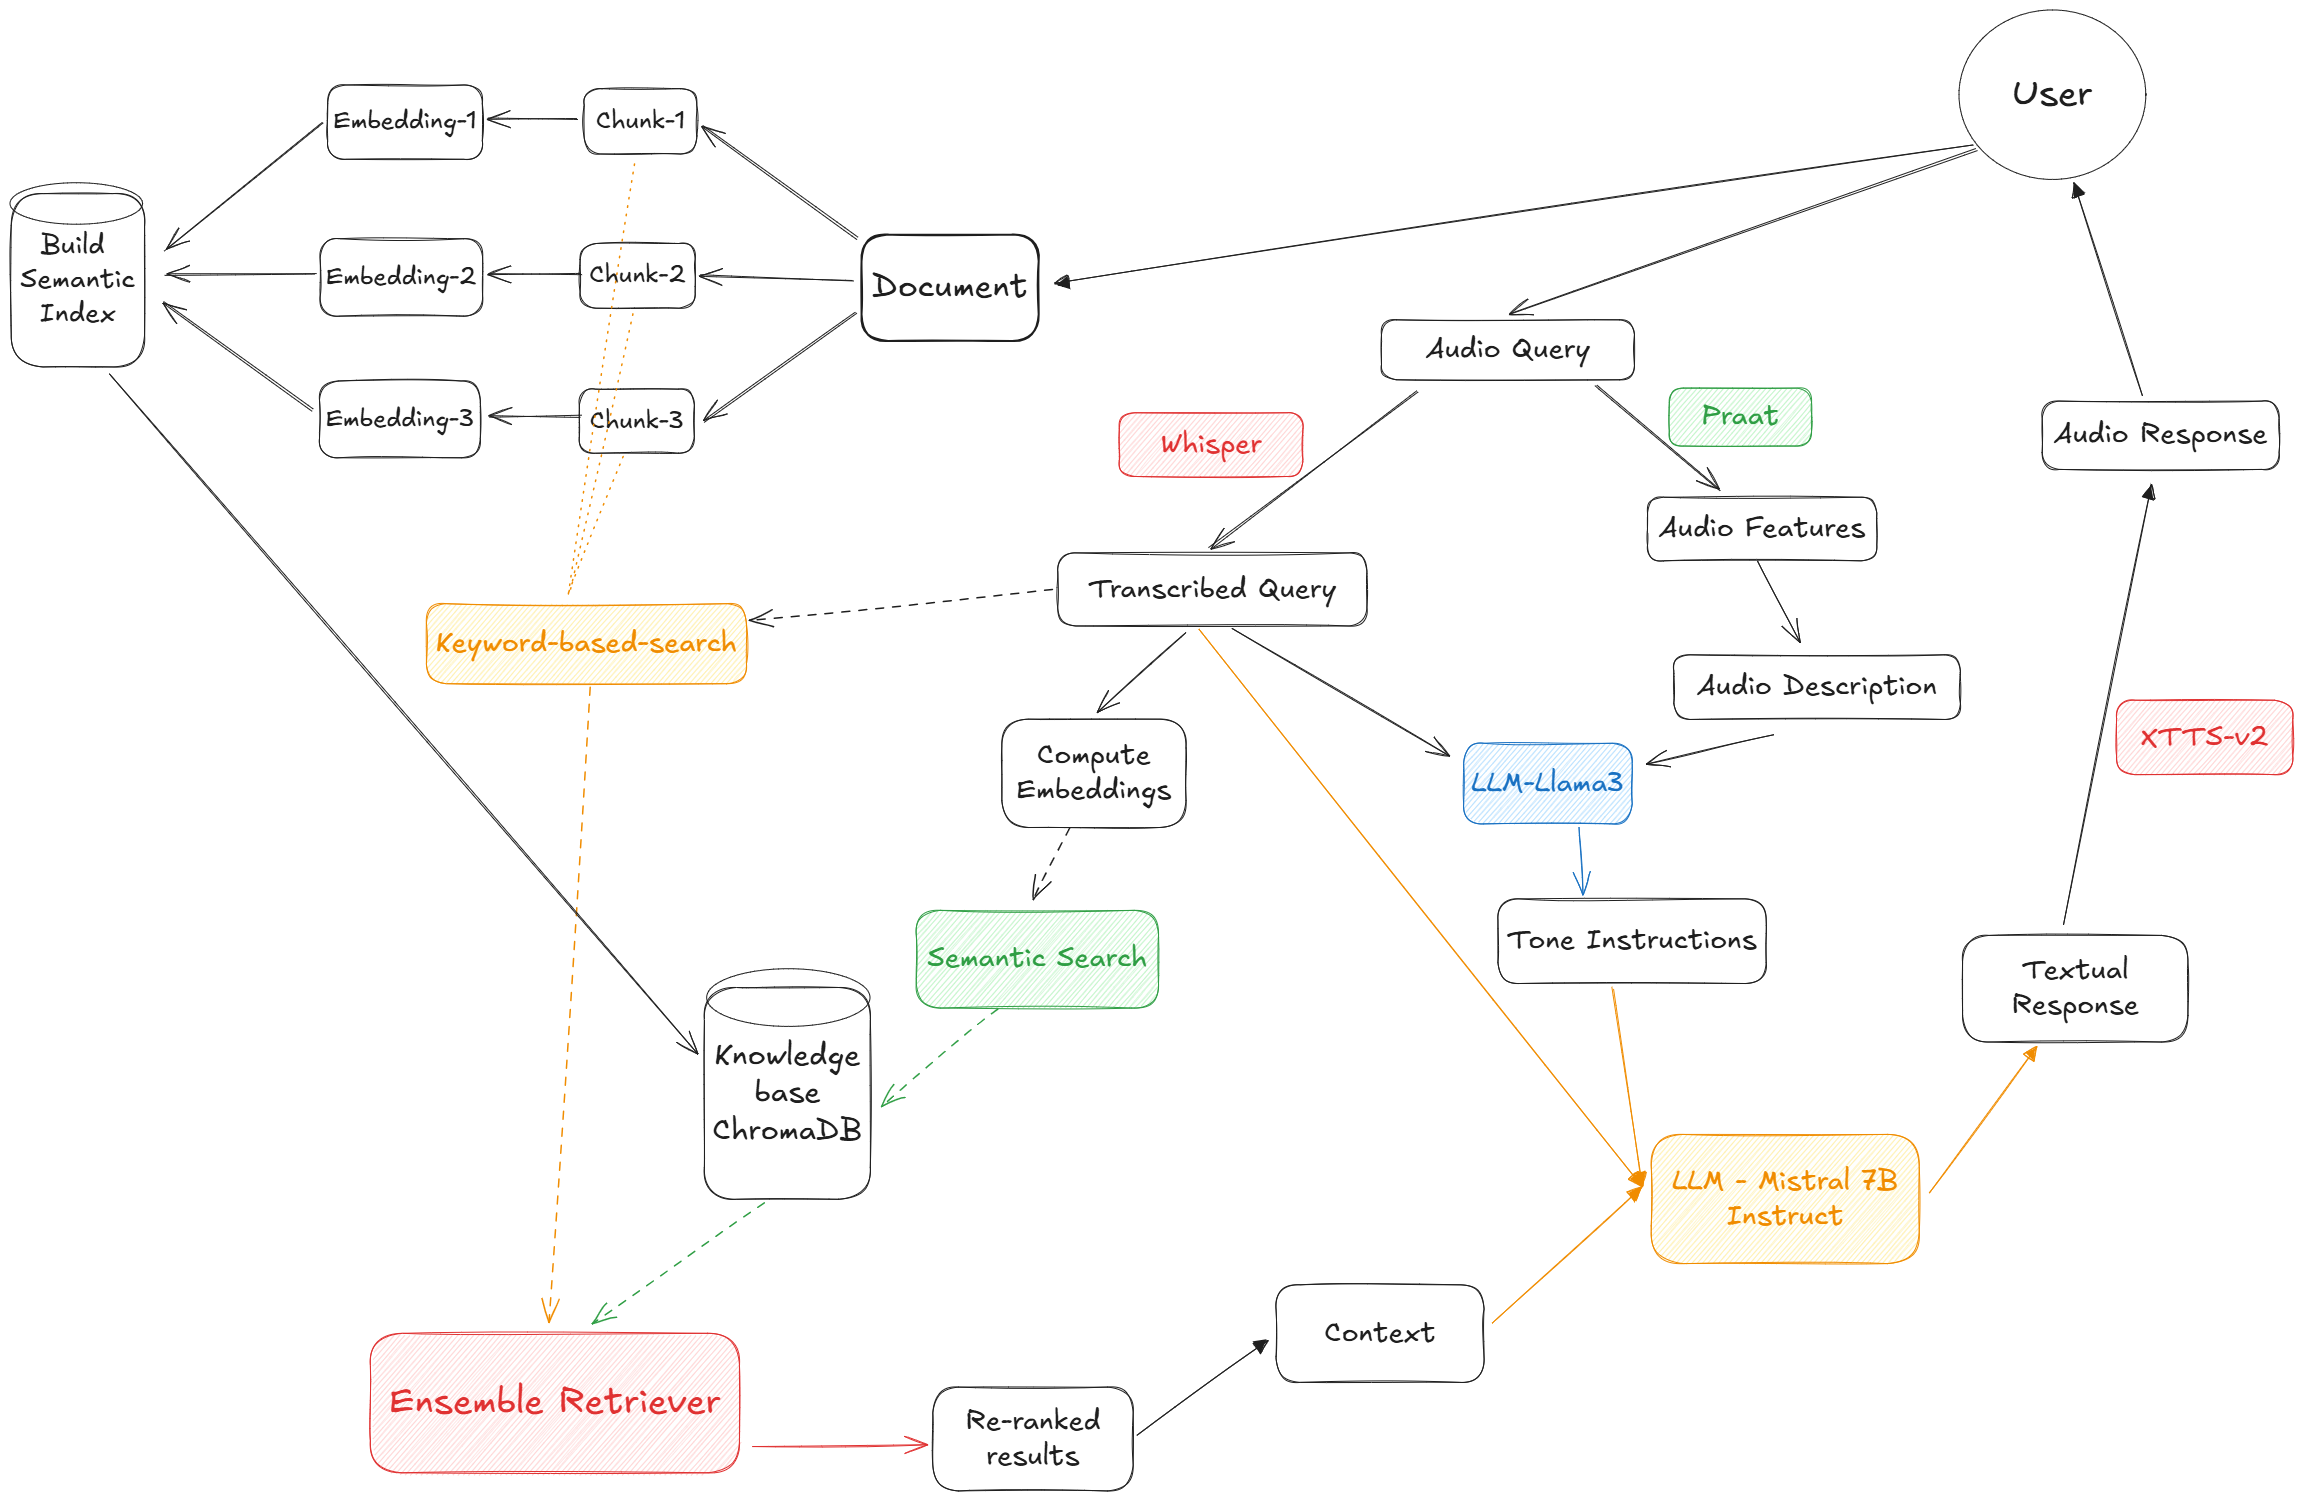 User
Embedding-1
Chunk-1
Build
Semantic
Index
Embedding-2
Chunk-2
Document
Embedding-3
Chunk-3
Audio Query
Whisper
Praat
Audio Response
Audio Features
Transcribed Query
Keyword-based-search
Audio Description
Compute
Embeddings
LLM-Llama3
XTTS-v2
Semantic Search
Tone Instructions
Textual
Response
Knowledge
base
ChromaDB
LLM - Mistral 7B
Instruct
Context
Ensemble Retriever
Re-ranked
results